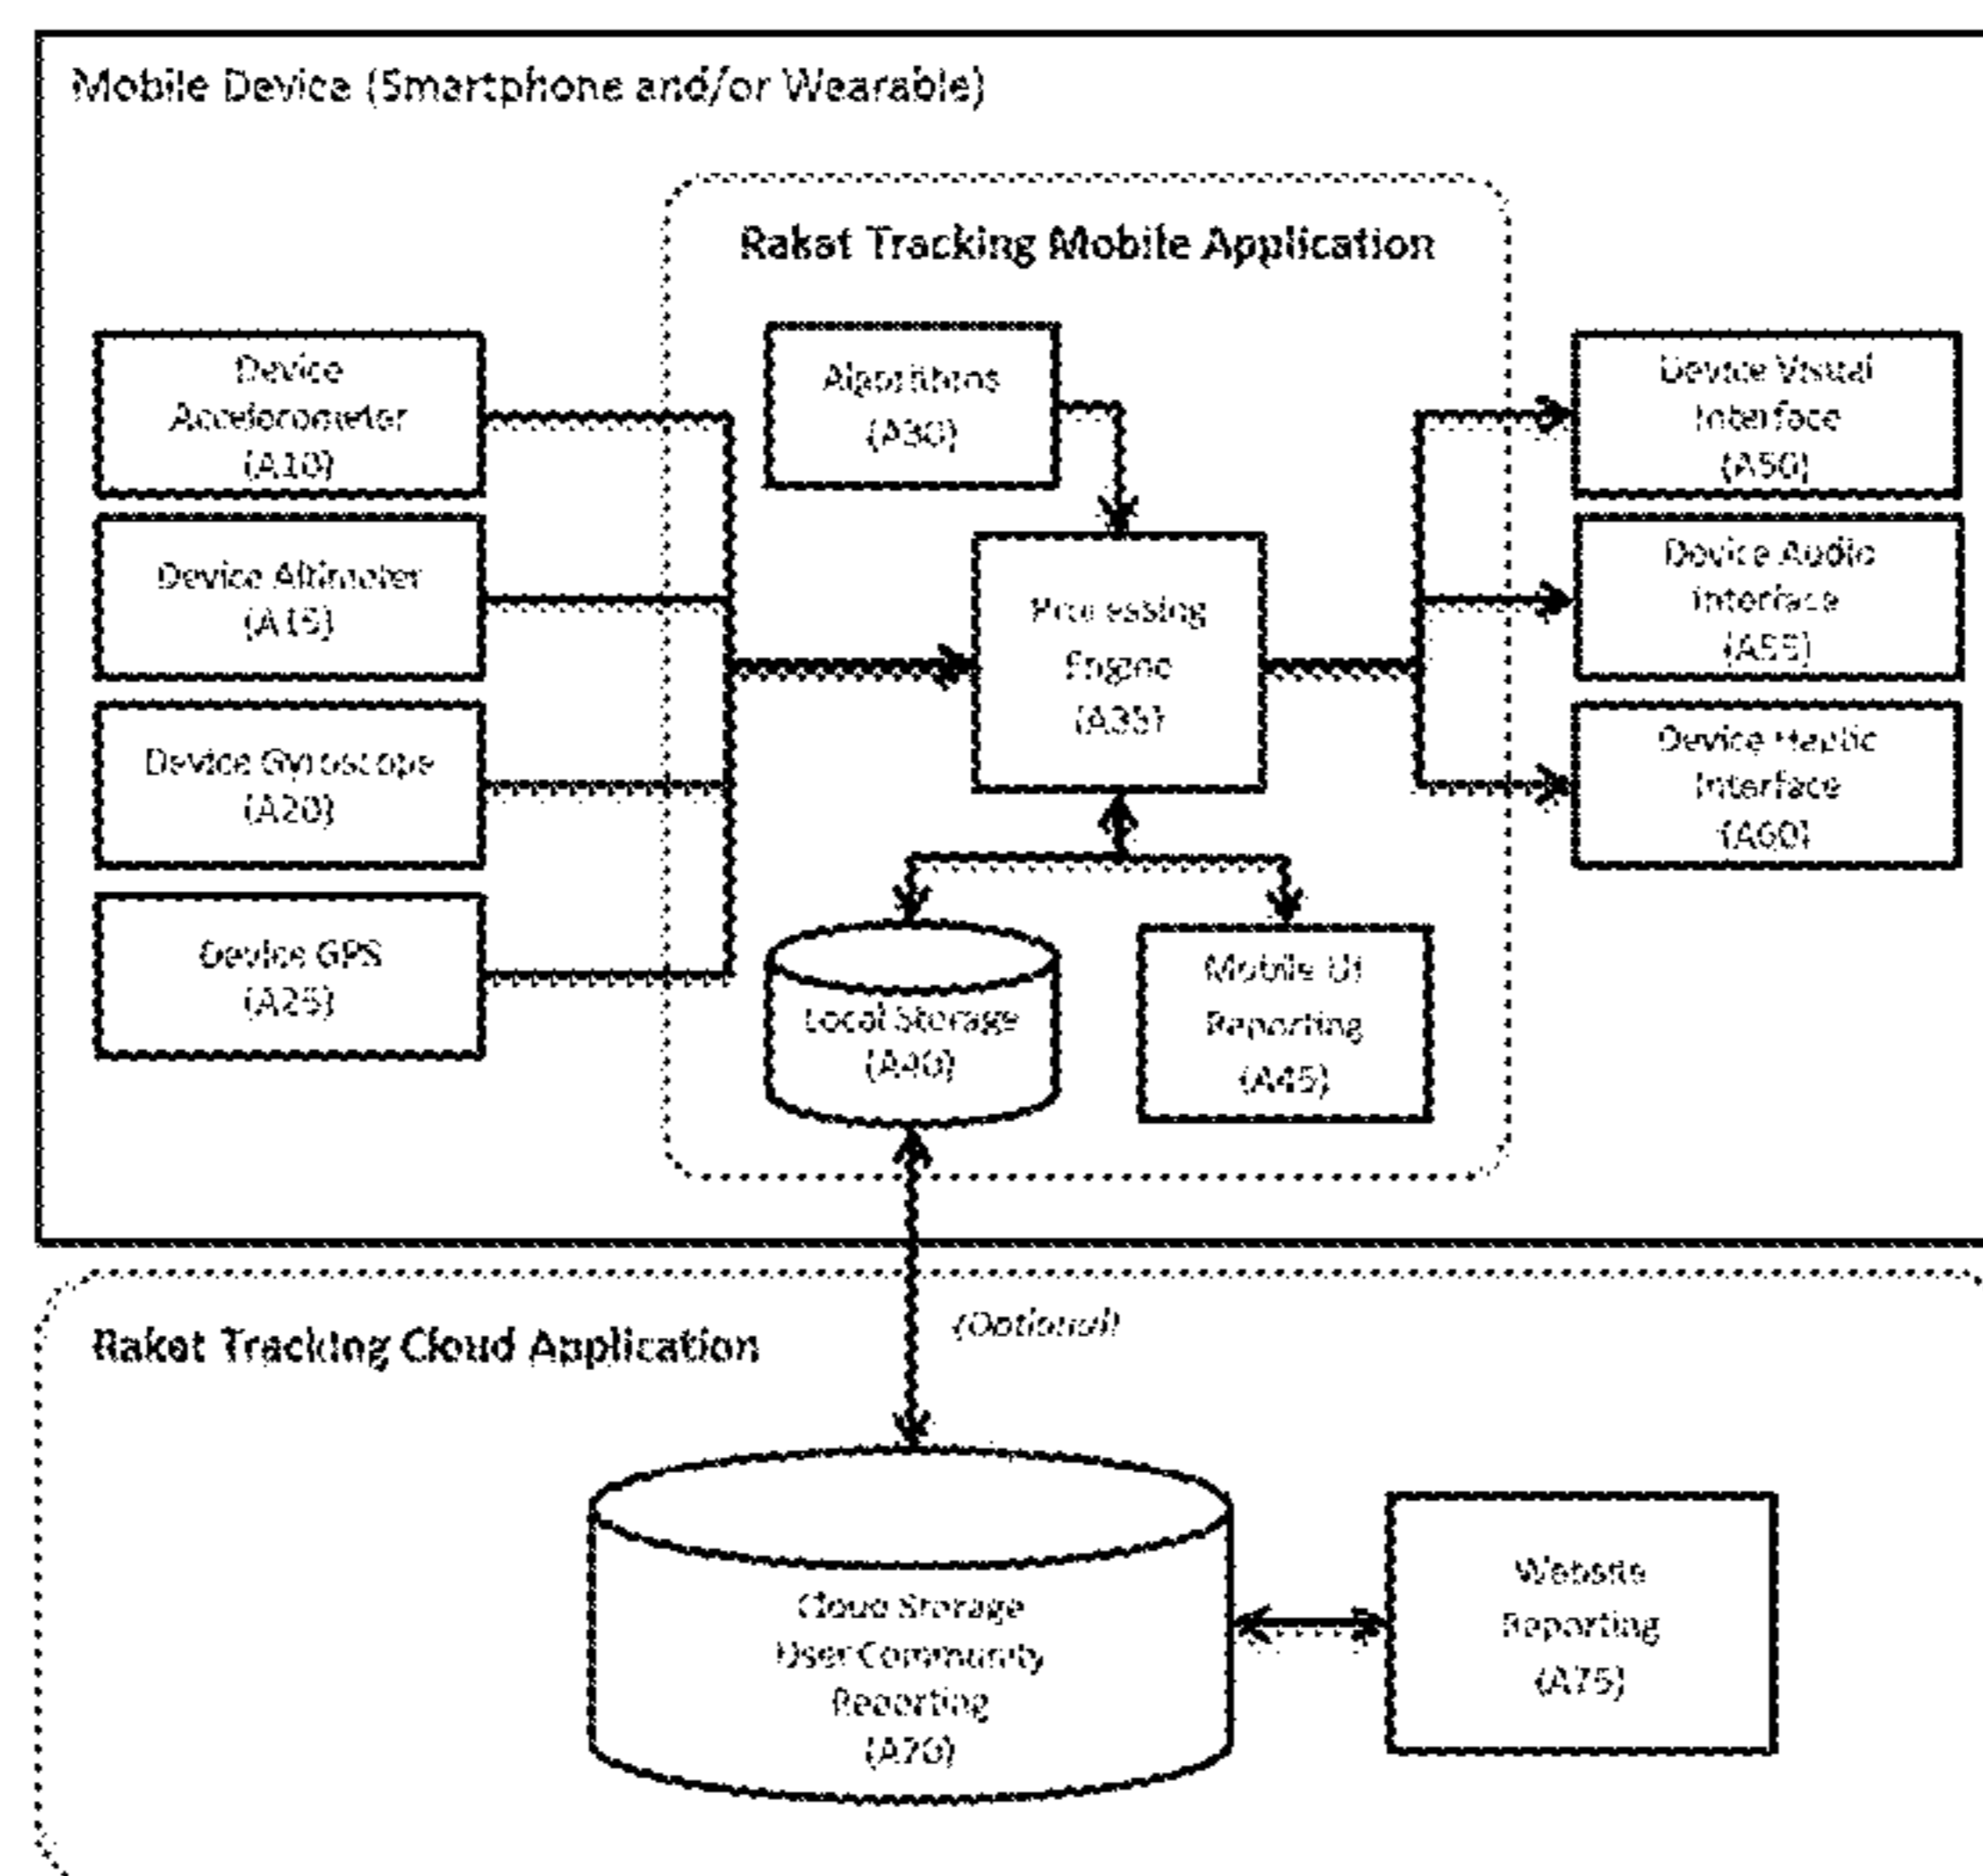 Mobile Device (Smartphone and/or Wearable)
Rakat Tracking Mobile Application
Device
Accelerometer
(A10)
Device Altimeter
(A15)
Device Gyroscope
(A20)
Device GPS
(A25)
Algorithms
(A30)
Processing
Engine
(A35)
Local Storage
(A40)
Mobile UI
Reporting
(A45)
Device Visual
Interface
(A50)
Device Audio
Interface
(A55)
Device Haptic
Interface
(A60)
Rakat Tracking Cloud Application
(Optional)
Cloud Storage
User Community
Reporting
(A70)
Website
Reporting
(A75)